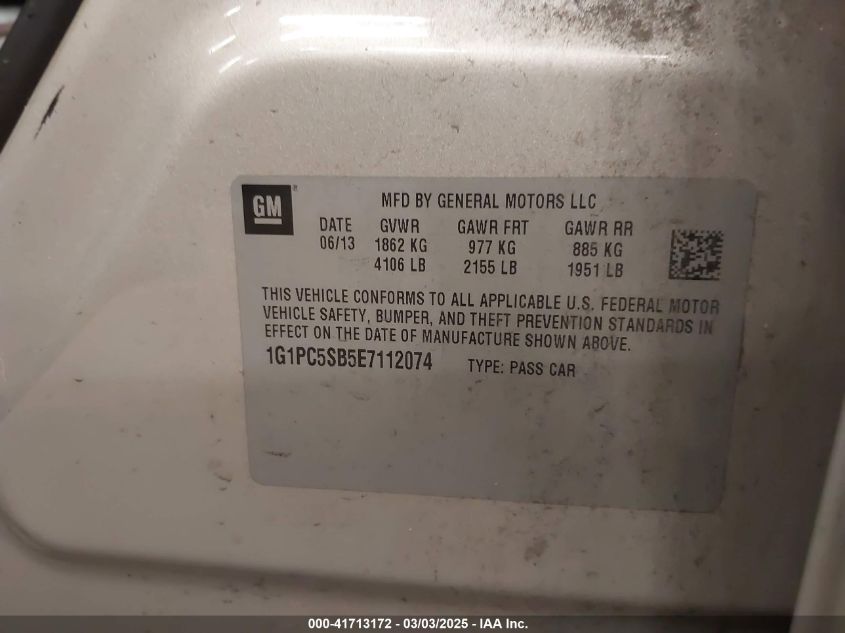 GM
MFD BY GENERAL MOTORS LLC
DATE GVWR GAWR FRT GAWR RR
06/13 1862 KG 977 KG 885 KG
4106 LB 2155 LB 1951 LB
THIS VEHICLE CONFORMS TO ALL APPLICABLE U.S. FEDERAL MOTOR
VEHICLE SAFETY, BUMPER, AND THEFT PREVENTION STANDARDS IN
EFFECT ON THE DATE OF MANUFACTURE SHOWN ABOVE.
1G1PC5SB5E7112074 TYPE: PASS CAR
000-41713172 - 03/03/2025 - IAA Inc.